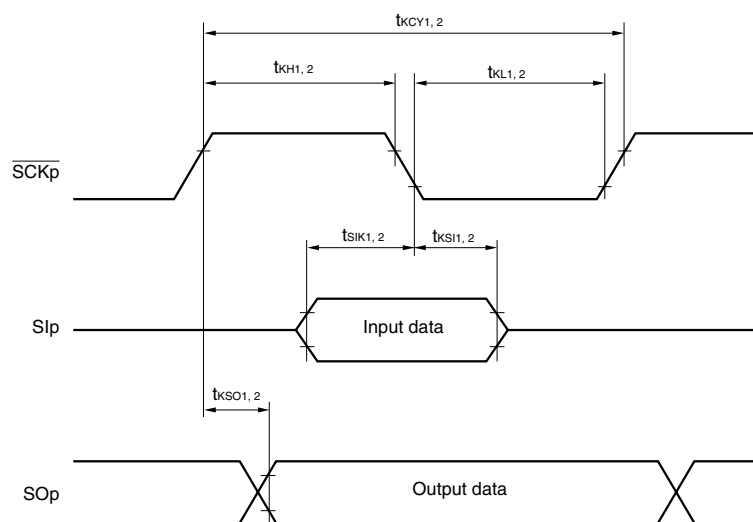 tKCY1, 2
tKH1, 2
tKL1, 2
SCKp
tSIK1, 2
tKSI1, 2
SIp
Input data
tKSO1, 2
SOp
Output data